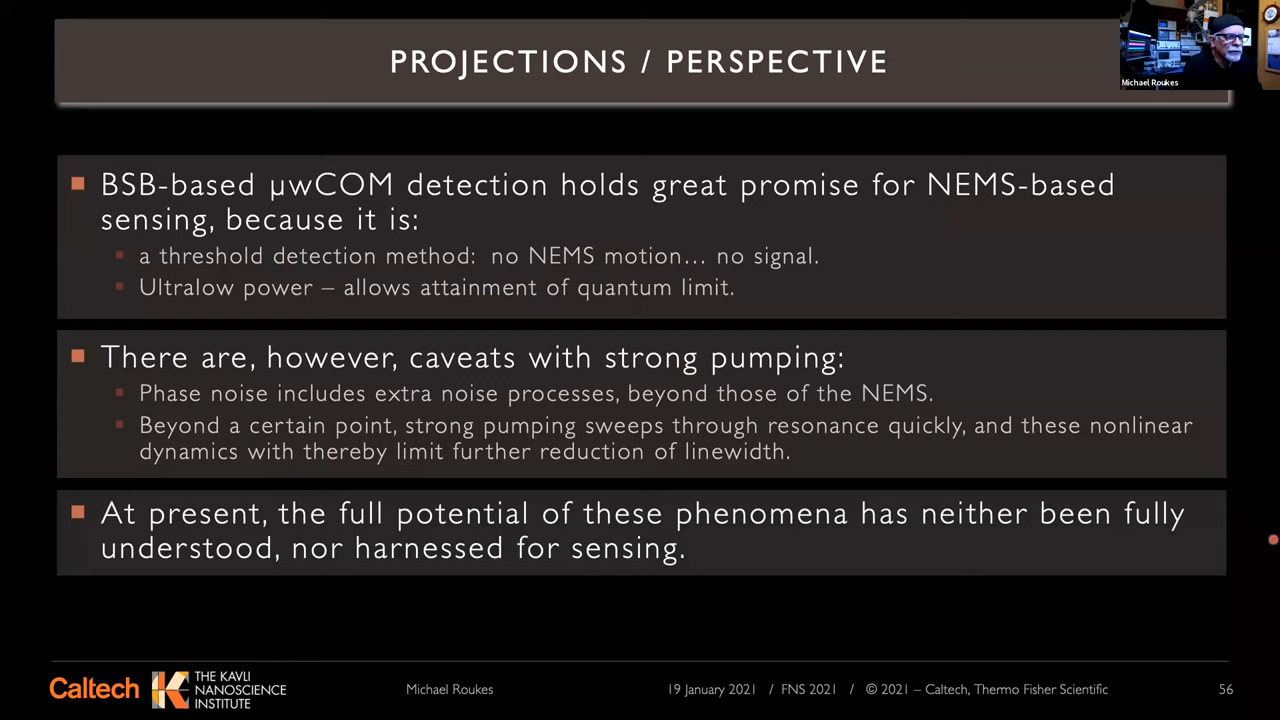 PROJECTIONS / PERSPECTIVE
Michael Roukes
BSB-based µwCOM detection holds great promise for NEMS-based
sensing, because it is:
a threshold detection method: no NEMS motion... no signal.
Ultralow power – allows attainment of quantum limit.
There are, however, caveats with strong pumping:
Phase noise includes extra noise processes, beyond those of the NEMS.
Beyond a certain point, strong pumping sweeps through resonance quickly, and these nonlinear
dynamics with thereby limit further reduction of linewidth.
At present, the full potential of these phenomena has neither been fully
understood, nor harnessed for sensing.
Caltech
THE KAVLI
NANOSCIENCE
INSTITUTE
Michael Roukes
19 January 2021 / FNS 2021 / © 2021 – Caltech, Thermo Fisher Scientific
56